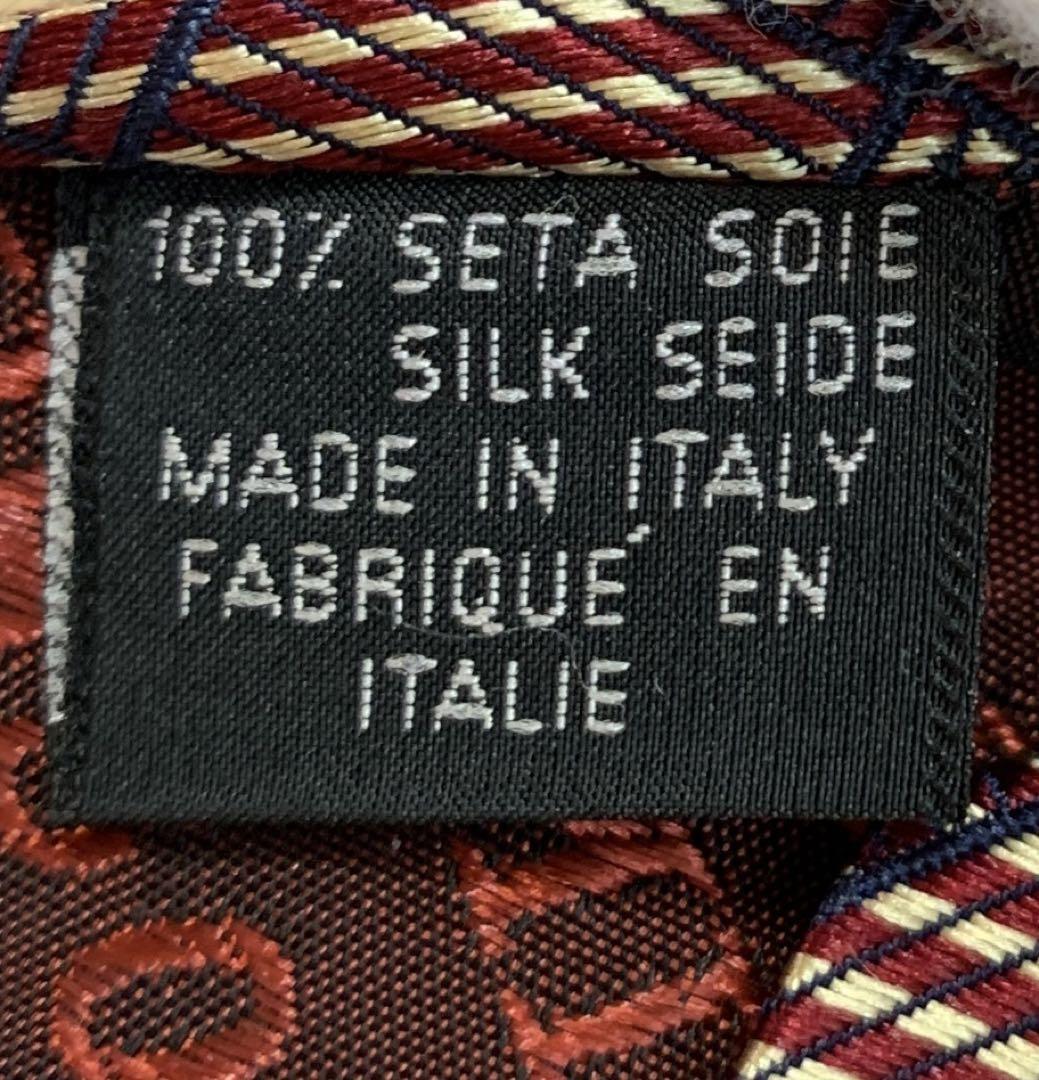 100% SETA SOIE
SILK SEIDE
MADE IN ITALY
FABRIQUÉ EN
ITALIE